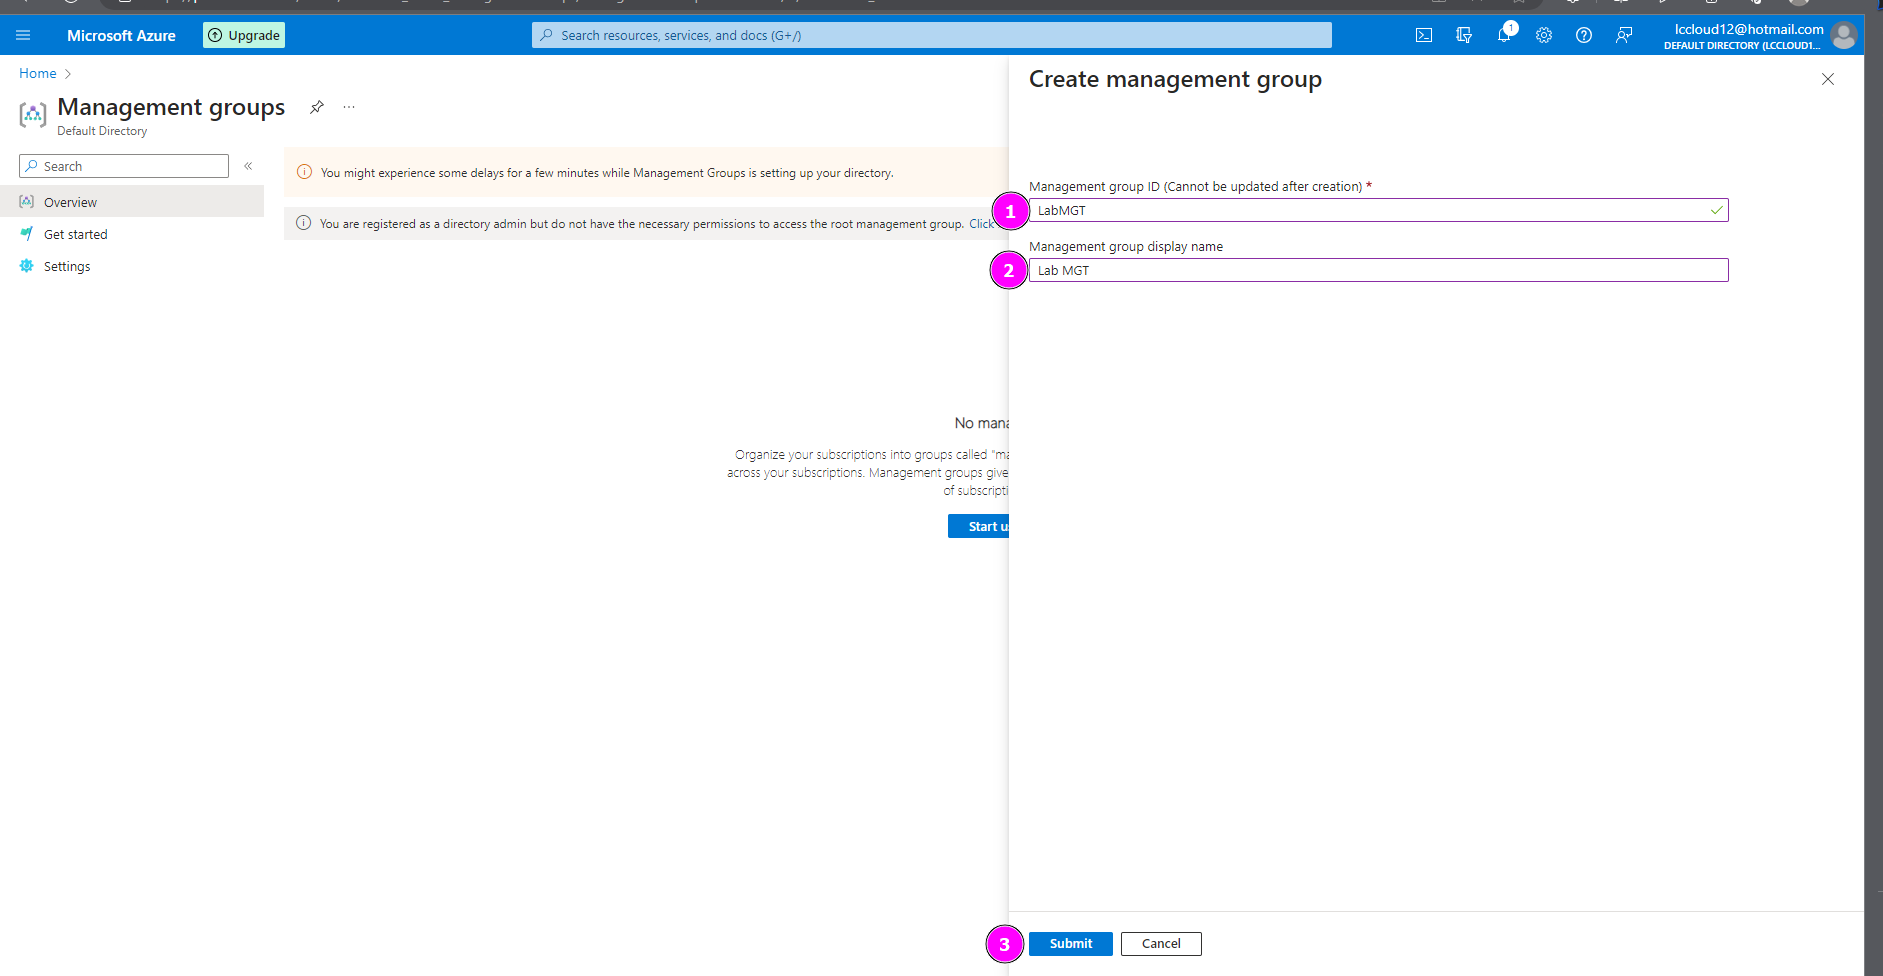 Microsoft Azure
Upgrade
Search resources, services, and docs (G+/)
1
lccloud12@hotmail.com
DEFAULT DIRECTORY (LCCLOUD1...
Home
Management groups
...
Default Directory
Search
«
Overview
Get started
Settings
You might experience some delays for a few minutes while Management Groups is setting up your directory.
You are registered as a directory admin but do not have the necessary permissions to access the root management group. Click
No mana
Organize your subscriptions into groups called "ma
across your subscriptions. Management groups give
of subscripti
Start u
Create management group
Management group ID (Cannot be updated after creation) *
1
LabMGT
Management group display name
2
Lab MGT
3
Submit
Cancel